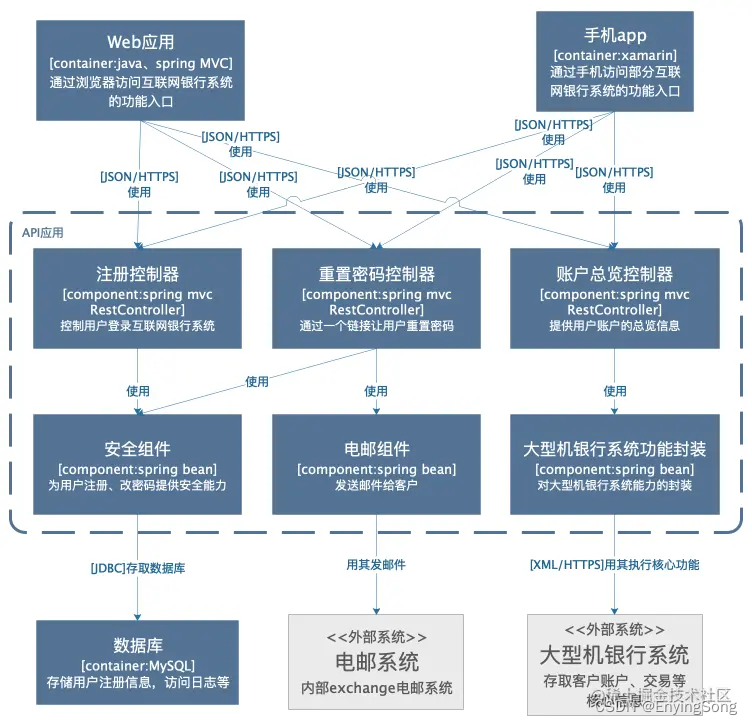 Web应用
[container:java、spring MVC]
通过浏览器访问互联网银行系统
的功能入口
手机app
[container:xamarin]
通过手机访问部分互联
网银行系统的功能入口
[JSON/HTTPS]
使用
[JSON/HTTPS]
使用
[JSON/HTTPS]
使用
[JSON/HTTPS]
使用
[JSON/HTTPS]
使用
[JSON/HTTPS]
使用
API应用
注册控制器
[component:spring mvc
RestController]
控制用户登录互联网银行系统
重置密码控制器
[component:spring mvc
RestController]
通过一个链接让用户重置密码
账户总览控制器
[component:spring mvc
RestController]
提供用户账户的总览信息
使用
使用
使用
使用
安全组件
[component:spring bean]
为用户注册、改密码提供安全能力
电邮组件
[component:spring bean]
发送邮件给客户
大型机银行系统功能封装
[component:spring bean]
对大型机银行系统能力的封装
[JDBC]存取数据库
用其发邮件
[XML/HTTPS]用其执行核心功能
数据库
[container:MySQL]
存储用户注册信息，访问日志等
<<外部系统>>
电邮系统
内部exchange电邮系统
<<外部系统>>
大型机银行系统
存取客户账户、交易等
核心信息
@稀土掘金技术社区
CSDN @EnyingSong